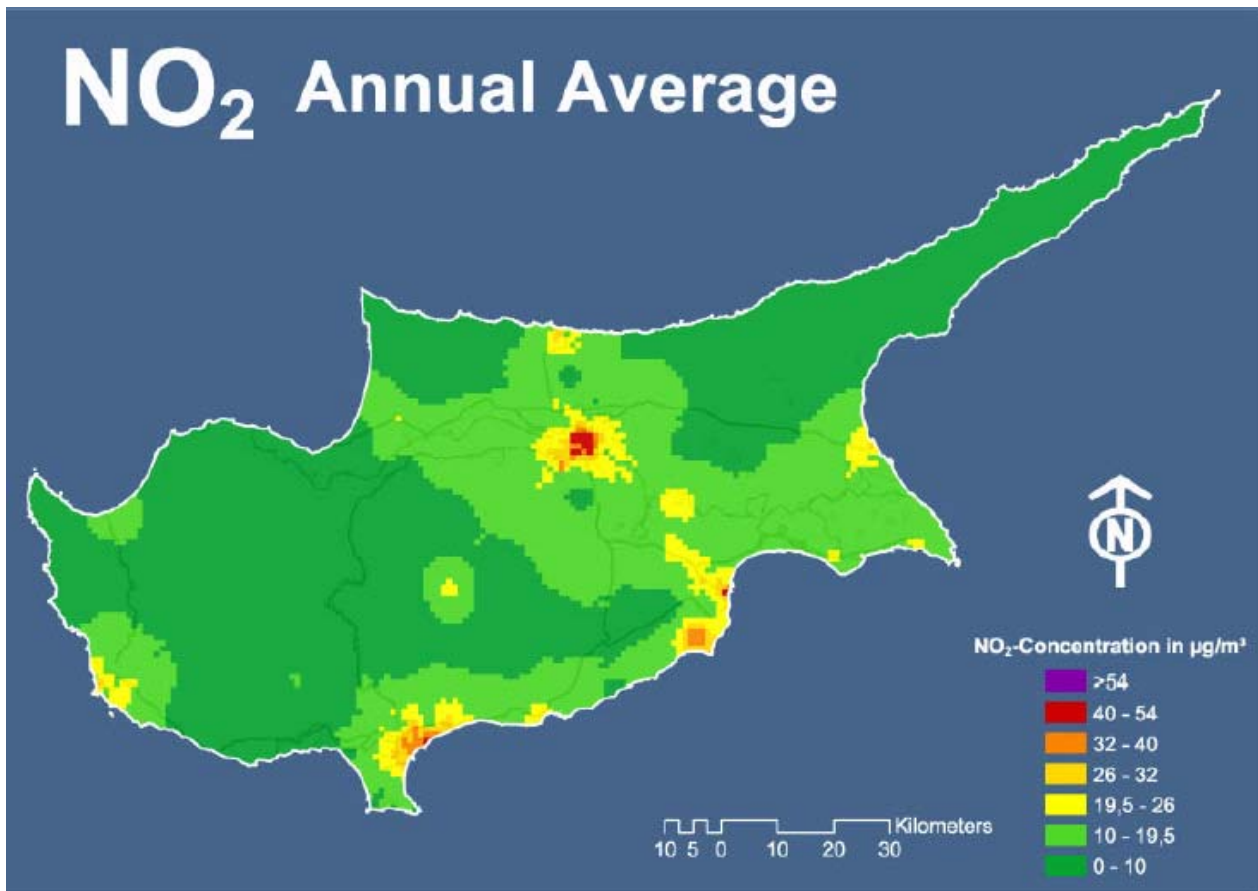 NO₂ Annual Average
N
NO₂-Concentration in µg/m³
>54
40 - 54
32 - 40
26 - 32
19,5 - 26
10 - 19,5
0 - 10
Kilometers
10 5 0 10 20 30